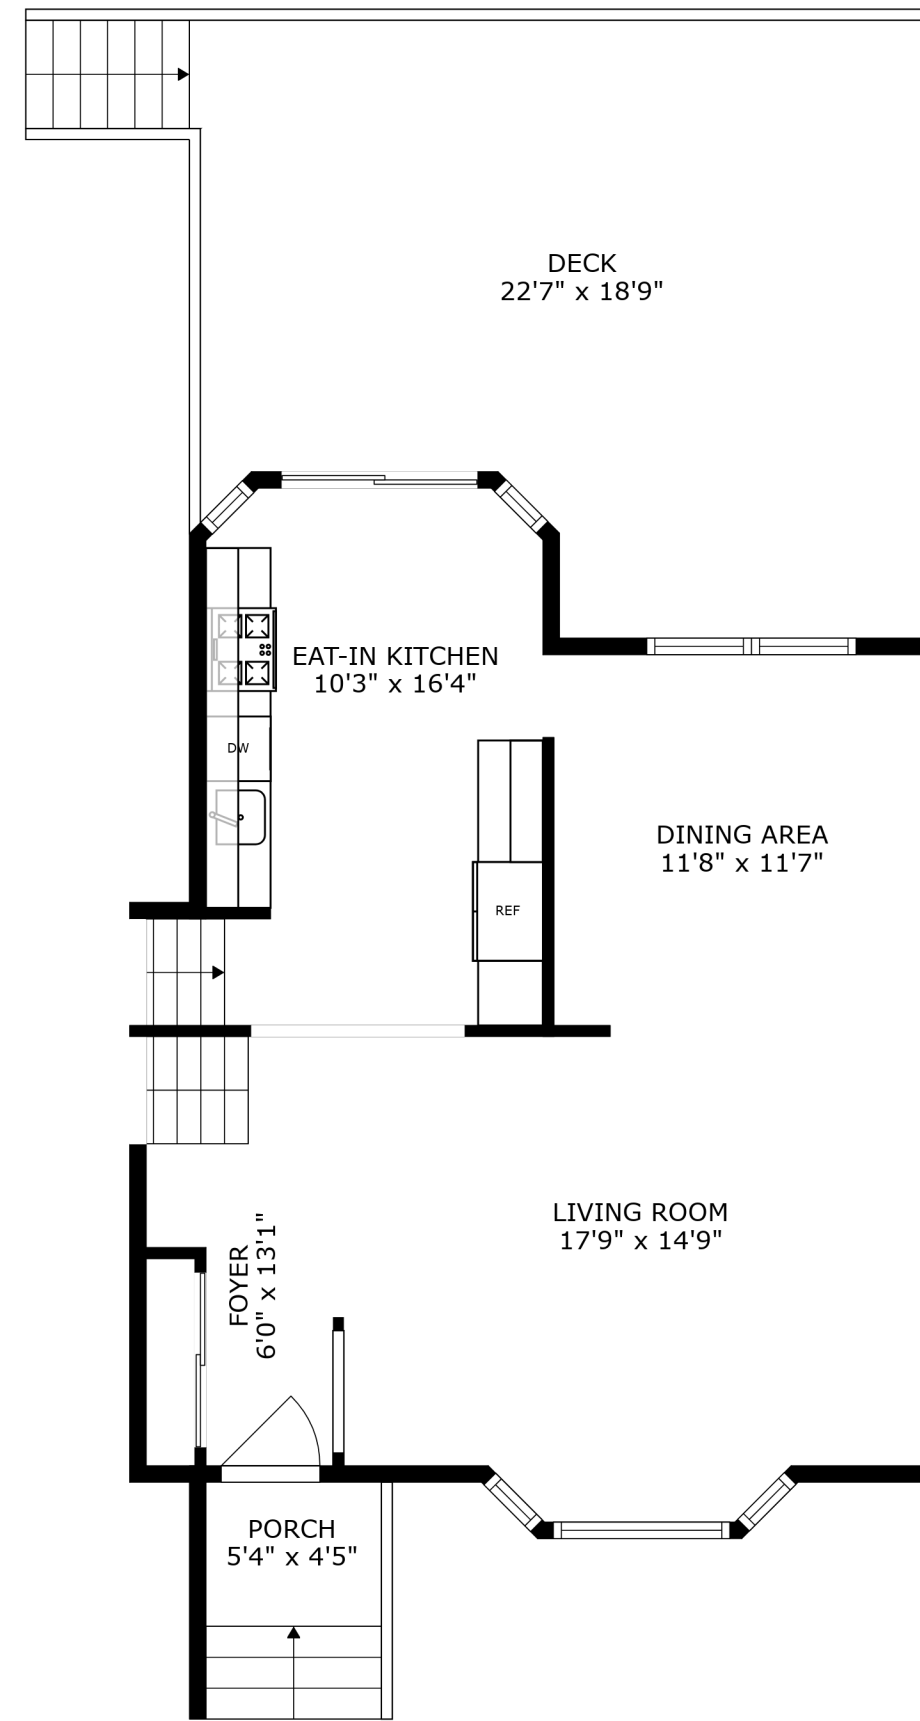 DECK
22'7" x 18'9"
EAT-IN KITCHEN
10'3" x 16'4"
DW
DINING AREA
11'8" x 11'7"
REF
LIVING ROOM
17'9" x 14'9"
FOYER
6'0" x 13'1"
PORCH
5'4" x 4'5"